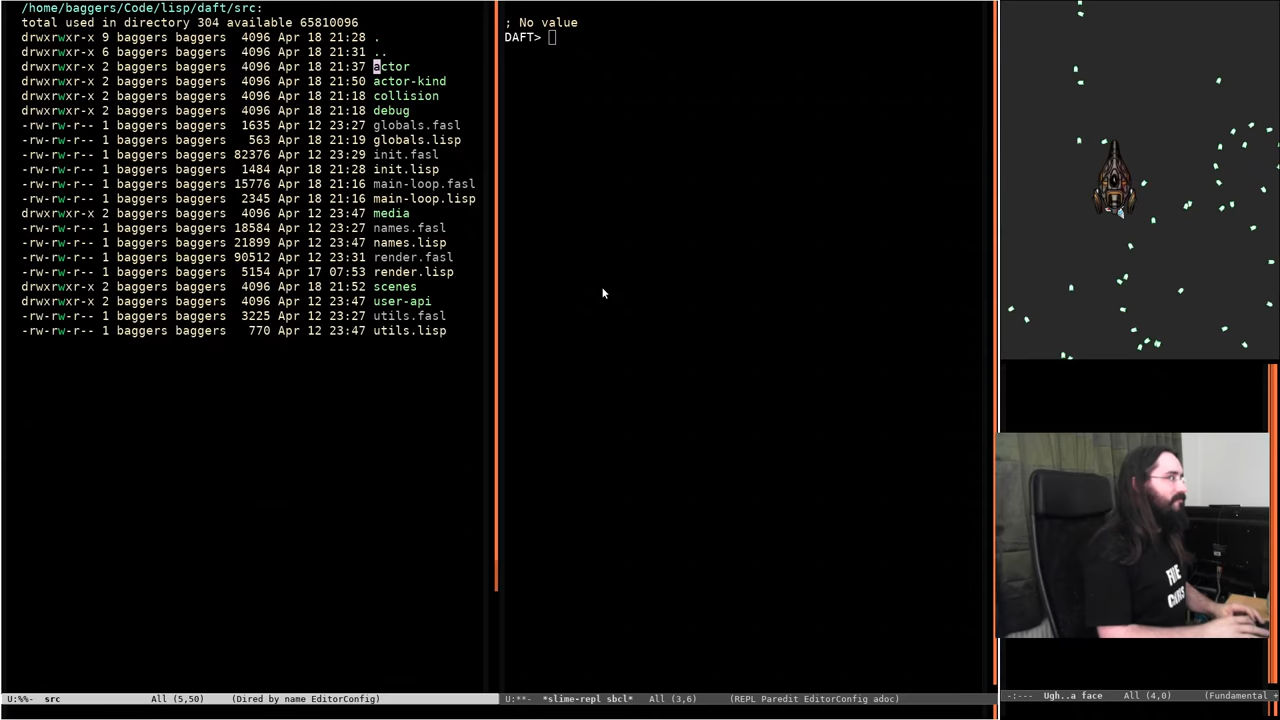 /home/baggers/Code/lisp/daft/src:
total used in directory 304 available 65810096
drwxrwxr-x 9 baggers baggers  4096 Apr 18 21:28 .
drwxrwxr-x 6 baggers baggers  4096 Apr 18 21:31 ..
drwxrwxr-x 2 baggers baggers  4096 Apr 18 21:37 actor
drwxrwxr-x 2 baggers baggers  4096 Apr 18 21:50 actor-kind
drwxrwxr-x 2 baggers baggers  4096 Apr 18 21:18 collision
drwxrwxr-x 2 baggers baggers  4096 Apr 18 21:18 debug
-rw-rw-r-- 1 baggers baggers  1635 Apr 12 23:27 globals.fasl
-rw-rw-r-- 1 baggers baggers   563 Apr 18 21:19 globals.lisp
-rw-rw-r-- 1 baggers baggers 82376 Apr 12 23:29 init.fasl
-rw-rw-r-- 1 baggers baggers  1484 Apr 18 21:28 init.lisp
-rw-rw-r-- 1 baggers baggers 15776 Apr 18 21:16 main-loop.fasl
-rw-rw-r-- 1 baggers baggers  2345 Apr 18 21:16 main-loop.lisp
drwxrwxr-x 2 baggers baggers  4096 Apr 12 23:47 media
-rw-rw-r-- 1 baggers baggers 18584 Apr 12 23:27 names.fasl
-rw-rw-r-- 1 baggers baggers 21899 Apr 12 23:47 names.lisp
-rw-rw-r-- 1 baggers baggers 90512 Apr 12 23:31 render.fasl
-rw-rw-r-- 1 baggers baggers  5154 Apr 17 07:53 render.lisp
drwxrwxr-x 2 baggers baggers  4096 Apr 18 21:52 scenes
drwxrwxr-x 2 baggers baggers  4096 Apr 12 23:47 user-api
-rw-rw-r-- 1 baggers baggers  3225 Apr 12 23:27 utils.fasl
-rw-rw-r-- 1 baggers baggers   770 Apr 12 23:47 utils.lisp
U:%%-  src            All (5,50)    (Dired by name EditorConfig)
; No value
DAFT>
U:**-  *slime-repl sbcl*   All (3,6)    (REPL Paredit EditorConfig adoc)
-:---  Ugh..a face    All (4,0)    (Fundamental +